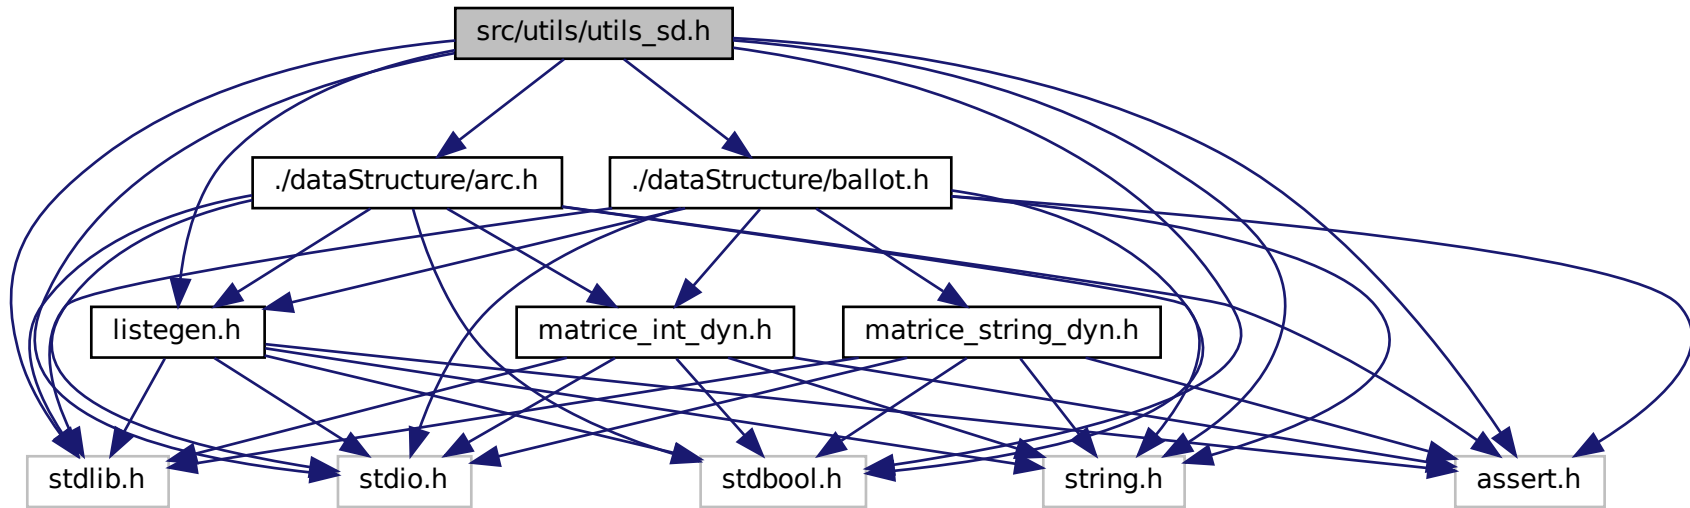 src/utils/utils_sd.h
./dataStructure/arc.h
./dataStructure/ballot.h
listegen.h
matrice_int_dyn.h
matrice_string_dyn.h
stdlib.h
stdio.h
stdbool.h
string.h
assert.h